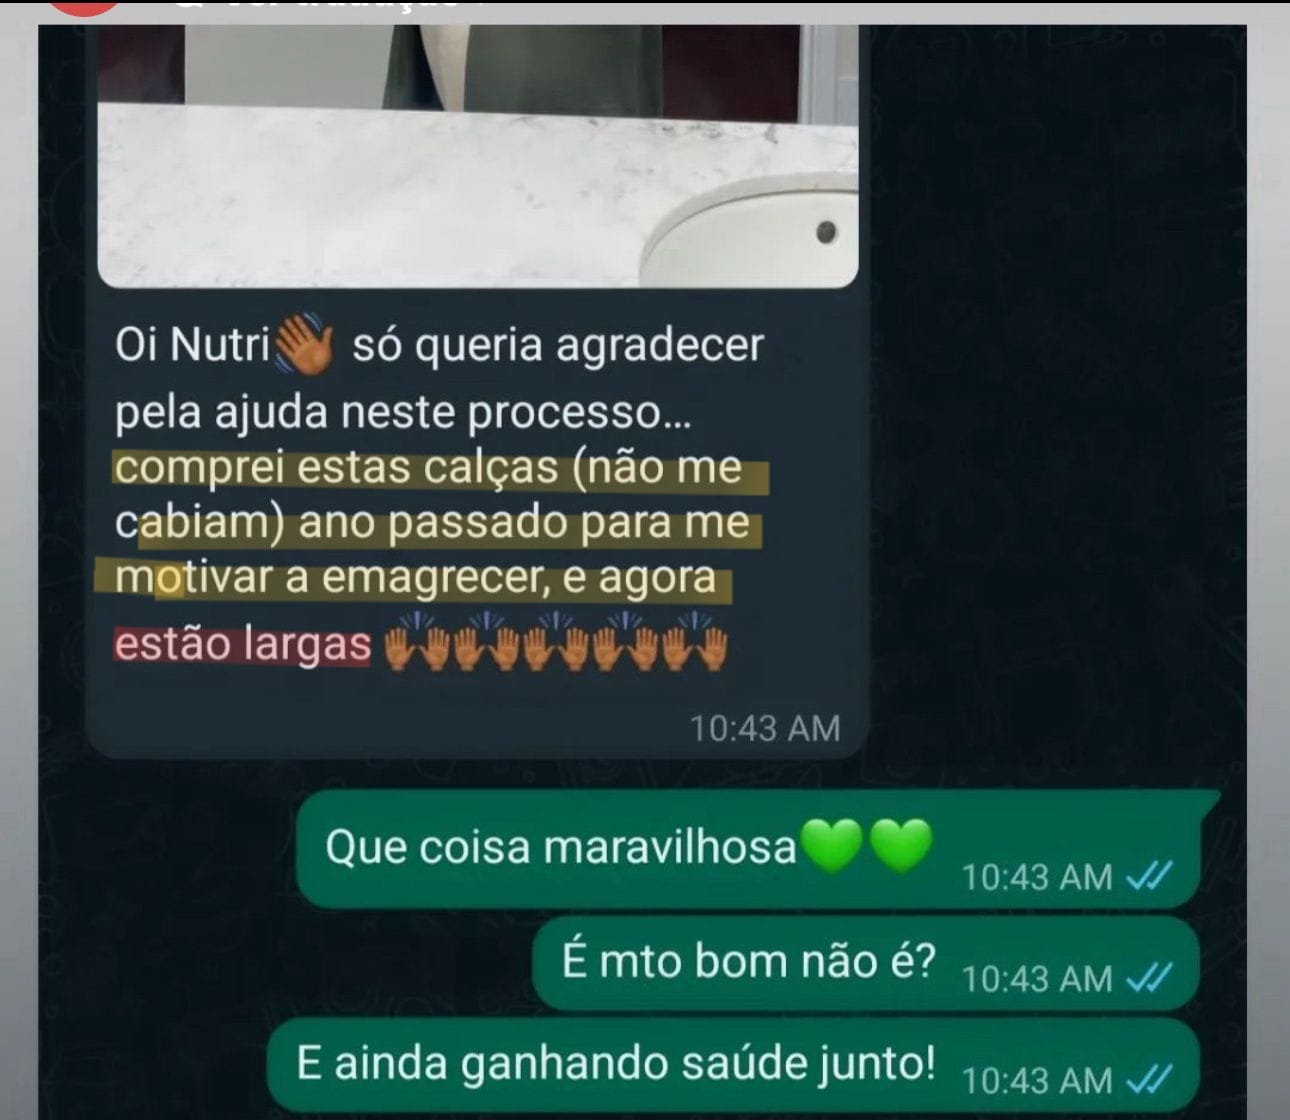 Oi Nutri👋🏾 só queria agradecer
pela ajuda neste processo...
comprei estas calças (não me
cabiam) ano passado para me
motivar a emagrecer, e agora
estão largas 🙌🏾🙌🏾🙌🏾🙌🏾🙌🏾
10:43 AM
Que coisa maravilhosa💚💚
10:43 AM
É mto bom não é?
10:43 AM
E ainda ganhando saúde junto!
10:43 AM